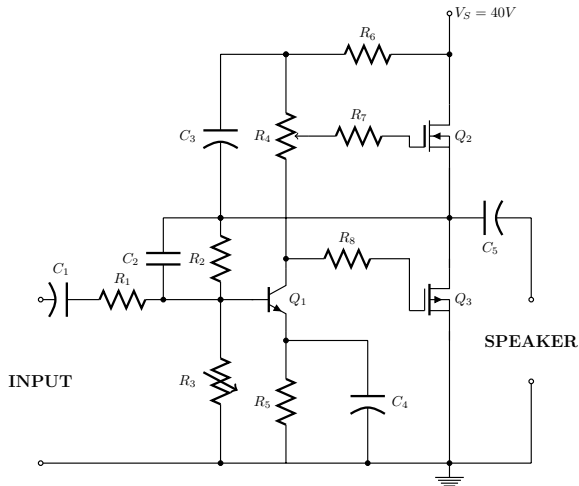 V_S = 40V
R_6
C_3
R_4
R_7
Q_2
C_5
C_2
R_2
R_8
C_1
R_1
Q_1
Q_3
SPEAKER
INPUT
R_3
R_5
C_4